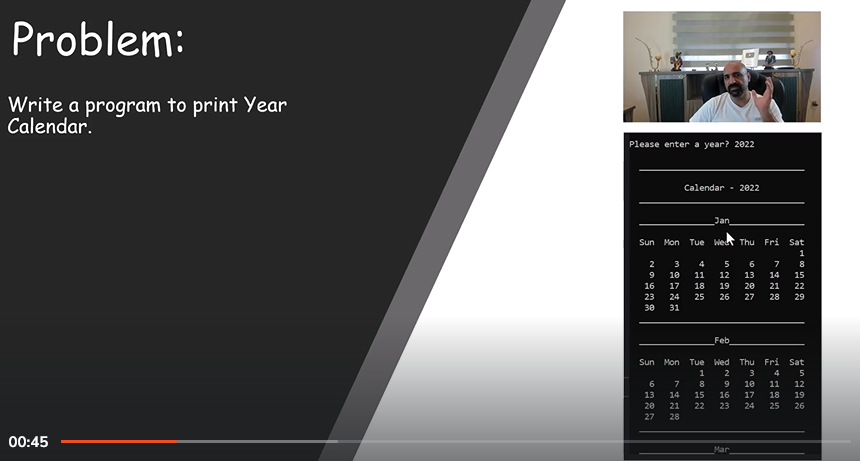 Problem:
Write a program to print Year
Calendar.
Please enter a year? 2022
Calendar - 2022
_______________Jan_______________
Sun Mon Tue Wed Thu Fri Sat
1
2 3 4 5 6 7 8
9 10 11 12 13 14 15
16 17 18 19 20 21 22
23 24 25 26 27 28 29
30 31
_______________Feb_______________
Sun Mon Tue Wed Thu Fri Sat
1 2 3 4 5
6 7 8 9 10 11 12
13 14 15 16 17 18 19
20 21 22 23 24 25 26
27 28
_______________Mar_______________
00:45